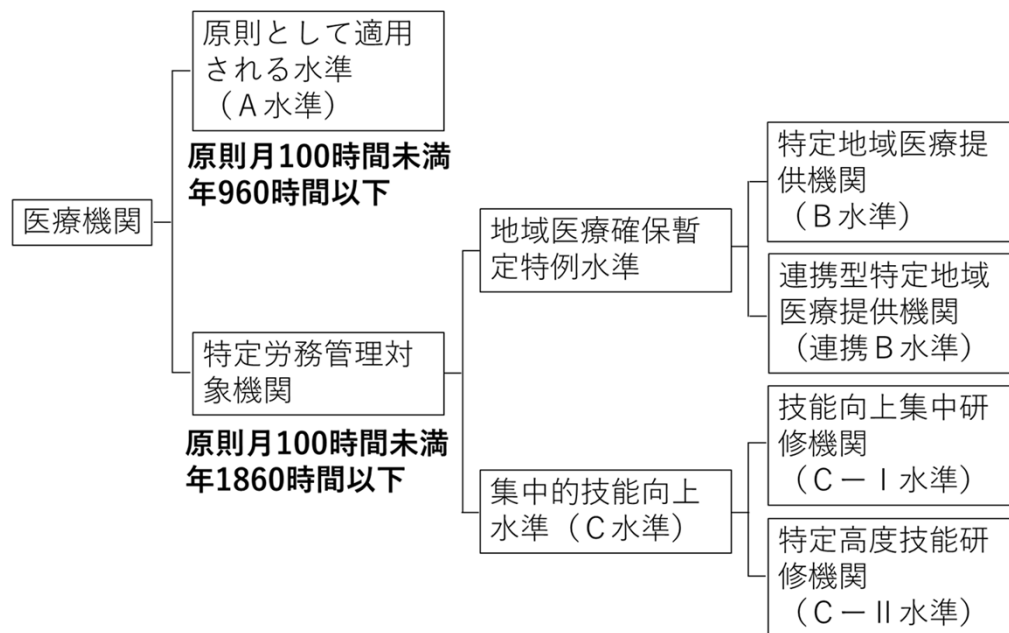 医療機関
原則として適用
される水準
（Ａ水準）
原則月100時間未満
年960時間以下
特定労務管理対
象機関
原則月100時間未満
年1860時間以下
地域医療確保暫
定特例水準
特定地域医療提
供機関
（Ｂ水準）
連携型特定地域
医療提供機関
（連携Ｂ水準）
集中的技能向上
水準（Ｃ水準）
技能向上集中研
修機関
（Ｃ－Ⅰ水準）
特定高度技能研
修機関
（Ｃ－Ⅱ水準）